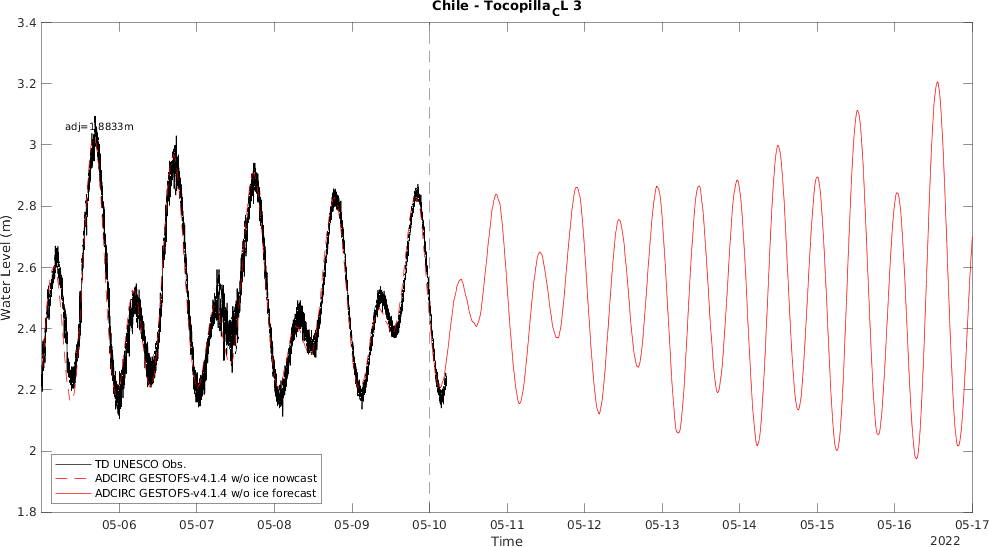 Chile - Tocopilla_CL 3
3.4
3.2
3
2.8
2.6
2.4
2.2
2
1.8
Water Level (m)
adj=1.8833m
TD UNESCO Obs.
ADCIRC GESTOFS-v4.1.4 w/o ice nowcast
ADCIRC GESTOFS-v4.1.4 w/o ice forecast
05-06 05-07 05-08 05-09 05-10 05-11 05-12 05-13 05-14 05-15 05-16 05-17
Time
2022